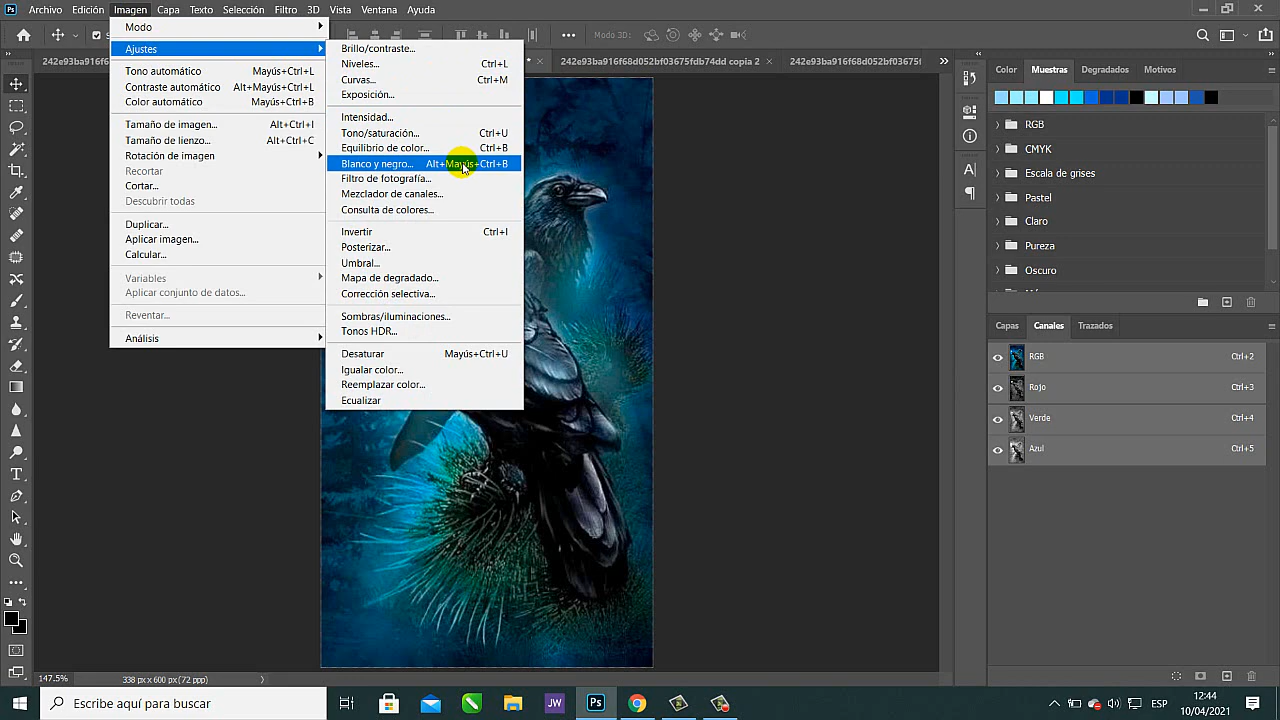 Ps Archivo Edición Imagen Capa Texto Selección Filtro 3D Vista Ventana Ayuda
Modo 3D:
Modo
Ajustes
Tono automático Mayús+Ctrl+L
Contraste automático Alt+Mayús+Ctrl+L
Color automático Mayús+Ctrl+B
Tamaño de imagen... Alt+Ctrl+I
Tamaño de lienzo... Alt+Ctrl+C
Rotación de imagen
Recortar
Cortar...
Descubrir todas
Duplicar...
Aplicar imagen...
Calcular...
Variables
Aplicar conjunto de datos...
Reventar...
Análisis
Brillo/contraste...
Niveles... Ctrl+L
Curvas... Ctrl+M
Exposición...
Intensidad...
Tono/saturación... Ctrl+U
Equilibrio de color... Ctrl+B
Blanco y negro... Alt+Mayús+Ctrl+B
Filtro de fotografía...
Mezclador de canales...
Consulta de colores...
Invertir Ctrl+I
Posterizar...
Umbral...
Mapa de degradado...
Corrección selectiva...
Sombras/iluminaciones...
Tonos HDR...
Desaturar Mayús+Ctrl+U
Igualar color...
Reemplazar color...
Ecualizar
242e93ba916f6
242e93ba916f68d052bf03675fdb74dd copia 2
242e93ba916f68d052bf03675f
Color Muestras Degradados Motivos
RGB
CMYK
Escala de grises
Pastel
Claro
Pureza
Oscuro
Capas Canales Trazados
RGB Ctrl+2
Rojo Ctrl+3
Verde Ctrl+4
Azul Ctrl+5
147.5% 338 px x 600 px (72 ppp)
Escribe aquí para buscar
JW
Ps
ESP
12:44
10/04/2021